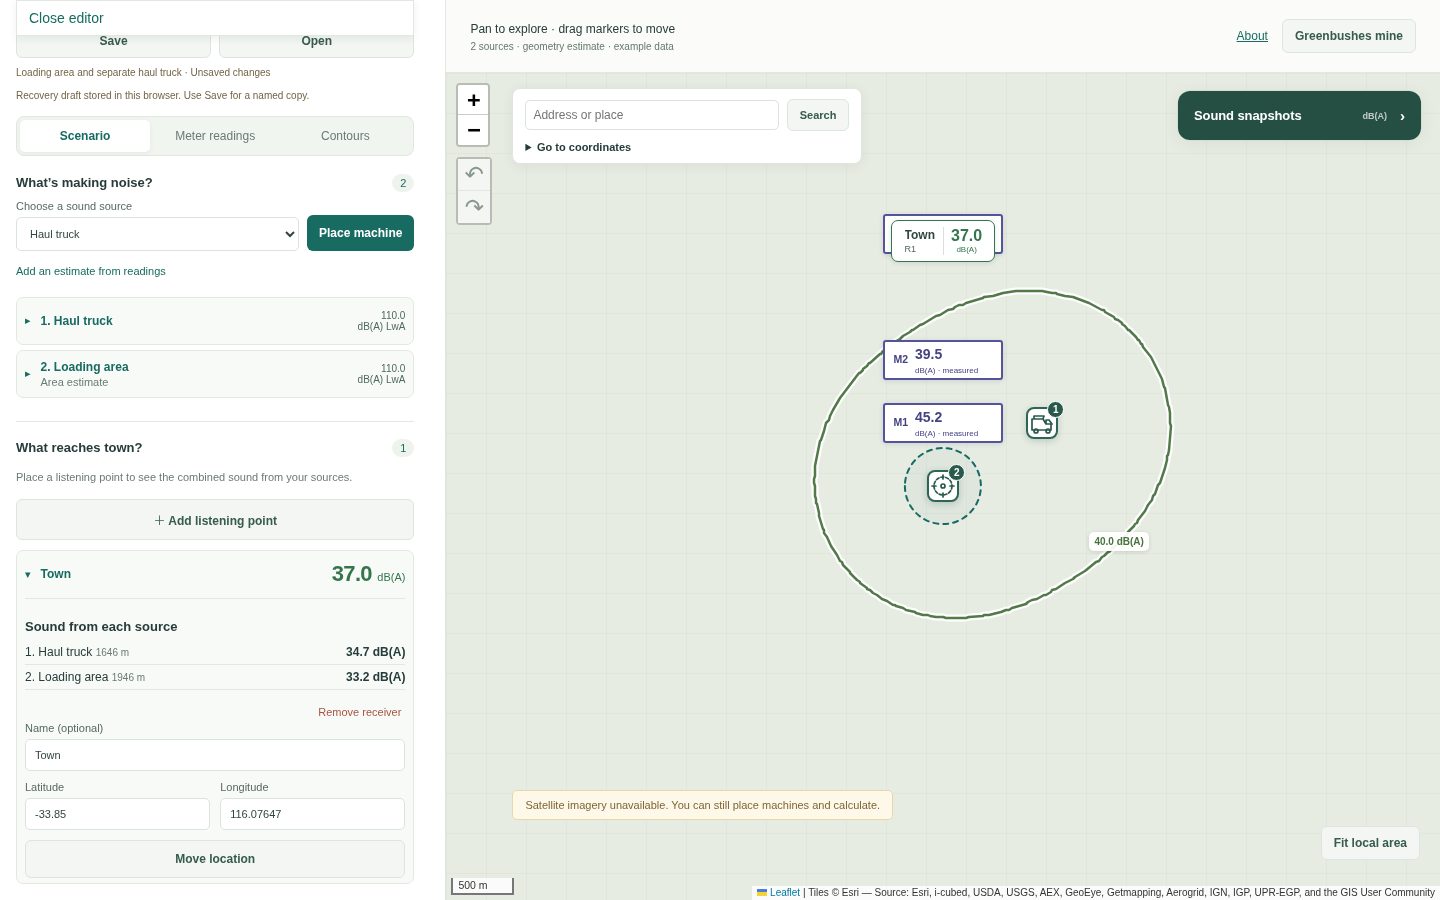 Close editor
Save
Open
Loading area and separate haul truck · Unsaved changes
Recovery draft stored in this browser. Use Save for a named copy.
Scenario
Meter readings
Contours
What’s making noise?
2
Choose a sound source
Haul truck
Place machine
Add an estimate from readings
1. Haul truck
110.0
dB(A) LwA
2. Loading area
Area estimate
110.0
dB(A) LwA
What reaches town?
1
Place a listening point to see the combined sound from your sources.
+ Add listening point
Town
37.0 dB(A)
Sound from each source
1. Haul truck 1646 m
34.7 dB(A)
2. Loading area 1946 m
33.2 dB(A)
Remove receiver
Name (optional)
Town
Latitude
Longitude
-33.85
116.07647
Move location
Pan to explore · drag markers to move
2 sources · geometry estimate · example data
About
Greenbushes mine
+
−
Address or place
Search
Go to coordinates
Sound snapshots
dB(A)
Town
R1
37.0
dB(A)
M2
39.5
dB(A) · measured
M1
45.2
dB(A) · measured
1
2
40.0 dB(A)
Satellite imagery unavailable. You can still place machines and calculate.
Fit local area
500 m
Leaflet | Tiles © Esri — Source: Esri, i-cubed, USDA, USGS, AEX, GeoEye, Getmapping, Aerogrid, IGN, IGP, UPR-EGP, and the GIS User Community